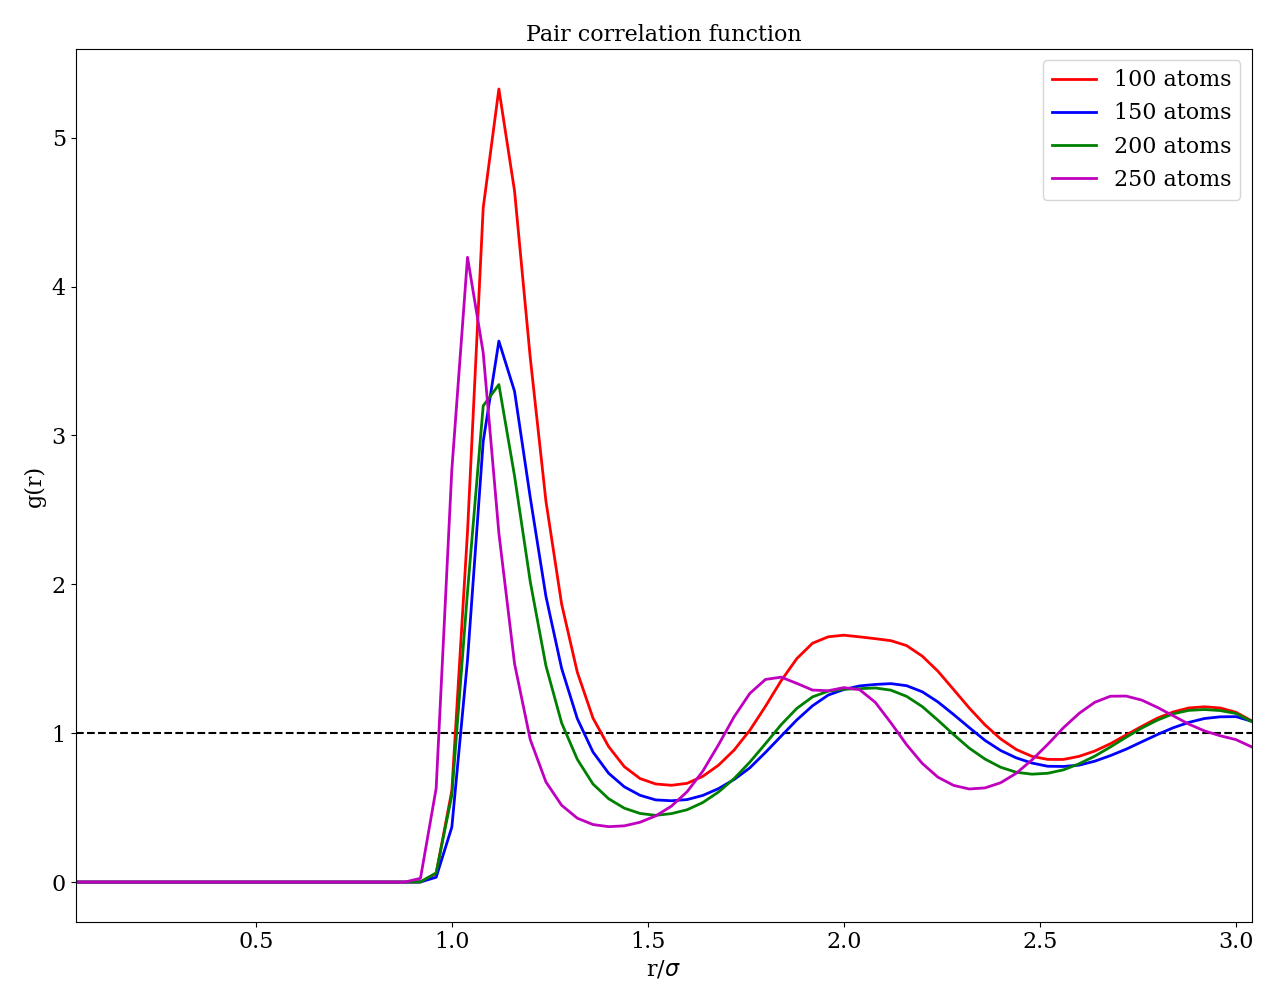 Pair correlation function
100 atoms
150 atoms
200 atoms
250 atoms
g(r)
5
4
3
2
1
0
0.5 1.0 1.5 2.0 2.5 3.0
r/σ